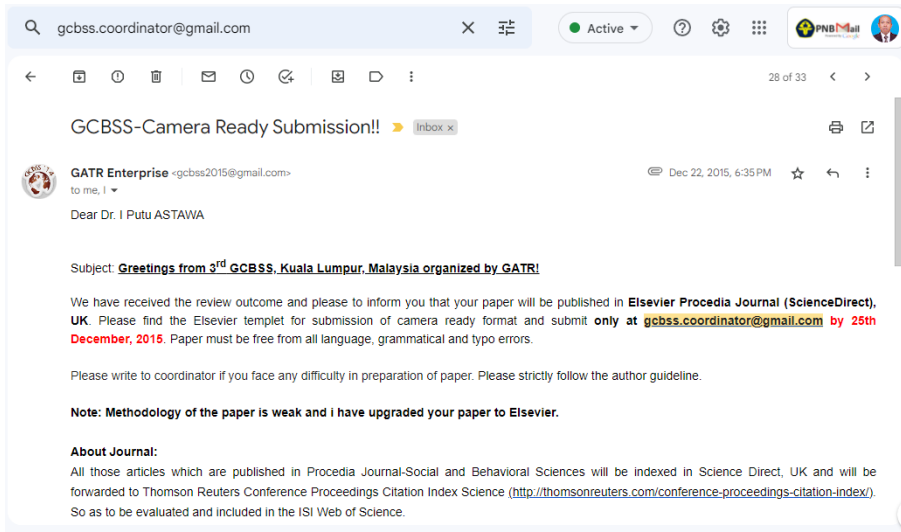 gcbss.coordinator@gmail.com
Active
PNBMail
28 of 33
GCBSS-Camera Ready Submission!! Inbox x
GATR Enterprise <gcbss2015@gmail.com> Dec 22, 2015, 6:35 PM
to me, I
Dear Dr. I Putu ASTAWA
Subject: Greetings from 3rd GCBSS, Kuala Lumpur, Malaysia organized by GATR!
We have received the review outcome and please to inform you that your paper will be published in Elsevier Procedia Journal (ScienceDirect),
UK. Please find the Elsevier templet for submission of camera ready format and submit only at gcbss.coordinator@gmail.com by 25th
December, 2015. Paper must be free from all language, grammatical and typo errors.
Please write to coordinator if you face any difficulty in preparation of paper. Please strictly follow the author guideline.
Note: Methodology of the paper is weak and i have upgraded your paper to Elsevier.
About Journal:
All those articles which are published in Procedia Journal-Social and Behavioral Sciences will be indexed in Science Direct, UK and will be
forwarded to Thomson Reuters Conference Proceedings Citation Index Science (http://thomsonreuters.com/conference-proceedings-citation-index/).
So as to be evaluated and included in the ISI Web of Science.